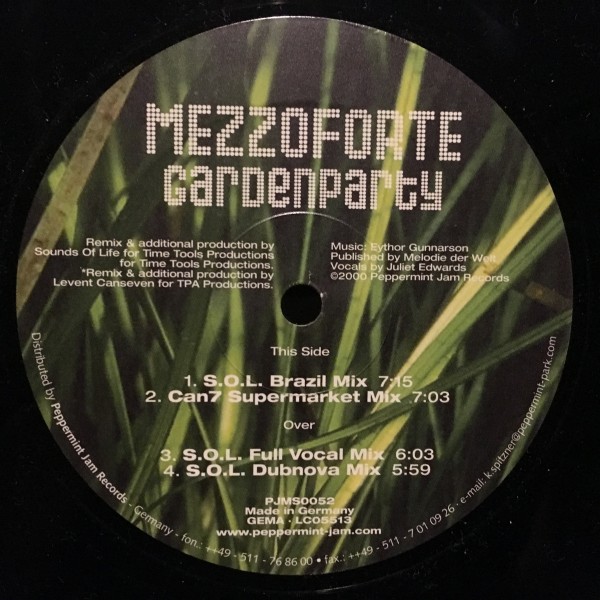 MEZZOFORTE
Gardenparty
Remix & additional production by
Sounds Of Life for Time Tools Productions
for Time Tools Productions.
*Remix & additional production by
Levent Canseven for TPA Productions.
Music: Eythor Gunnarson
Published by Melodie der Welt
Vocals by Juliet Edwards
©2000 Peppermint Jam Records
This Side
1. S.O.L. Brazil Mix 7:15
2. Can7 Supermarket Mix *7:03
Over
3. S.O.L. Full Vocal Mix 6:03
4. S.O.L. Dubnova Mix 5:59
PJMS0052
Made in Germany
GEMA · LC05513
www.peppermint-jam.com
Distributed by Peppermint Jam Records · Germany - fon.: ++49 - 511 - 76 86 00 • fax.: ++49 - 511 - 7 01 09 26 · e-mail: k.spitzner@peppermint-park.com